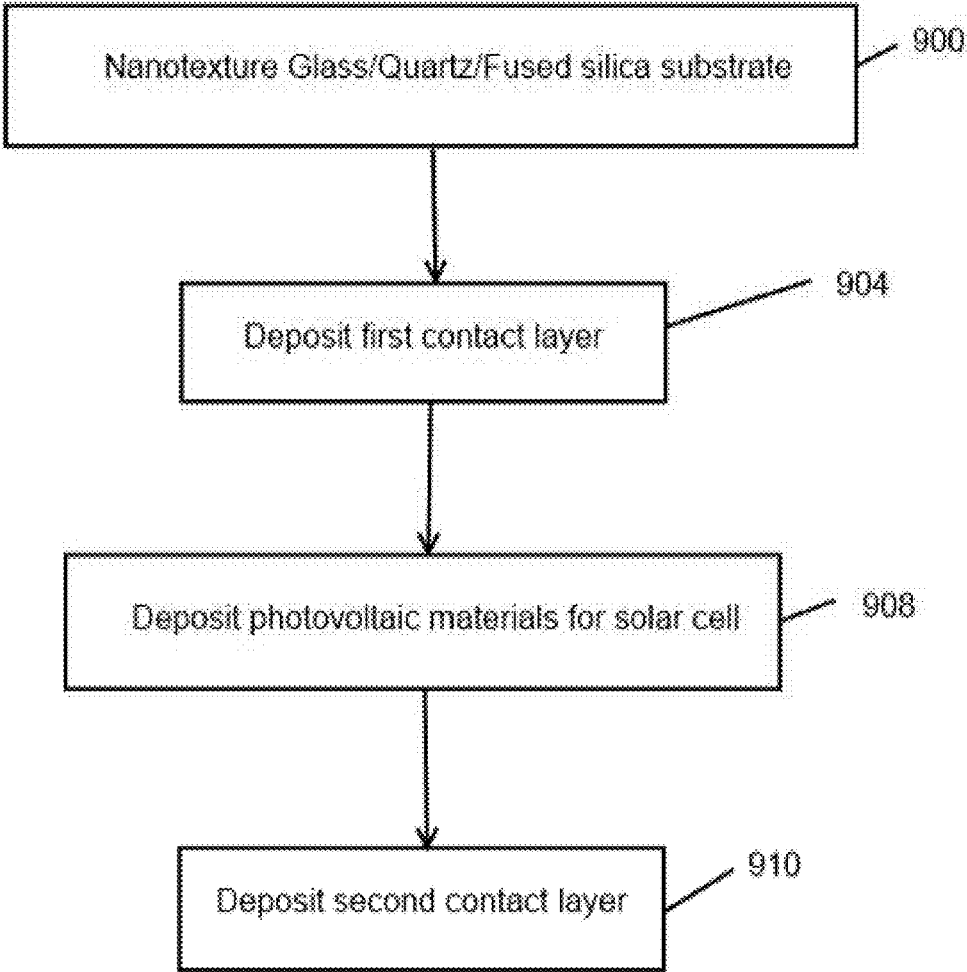 Nanotexture Glass/Quartz/Fused silica substrate
900
Deposit first contact layer
904
Deposit photovoltaic materials for solar cell
908
Deposit second contact layer
910